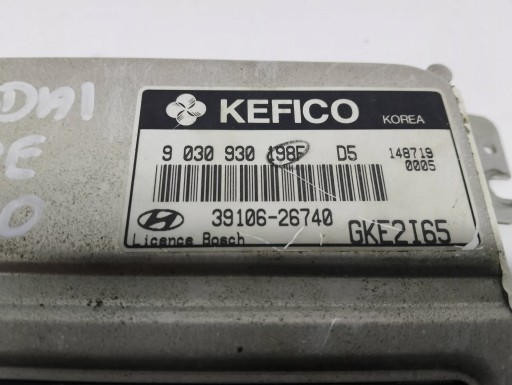 KEFICO KOREA
9 030 930 198F D5 148719
0005
39106-26740
Licence Bosch GKE2I65